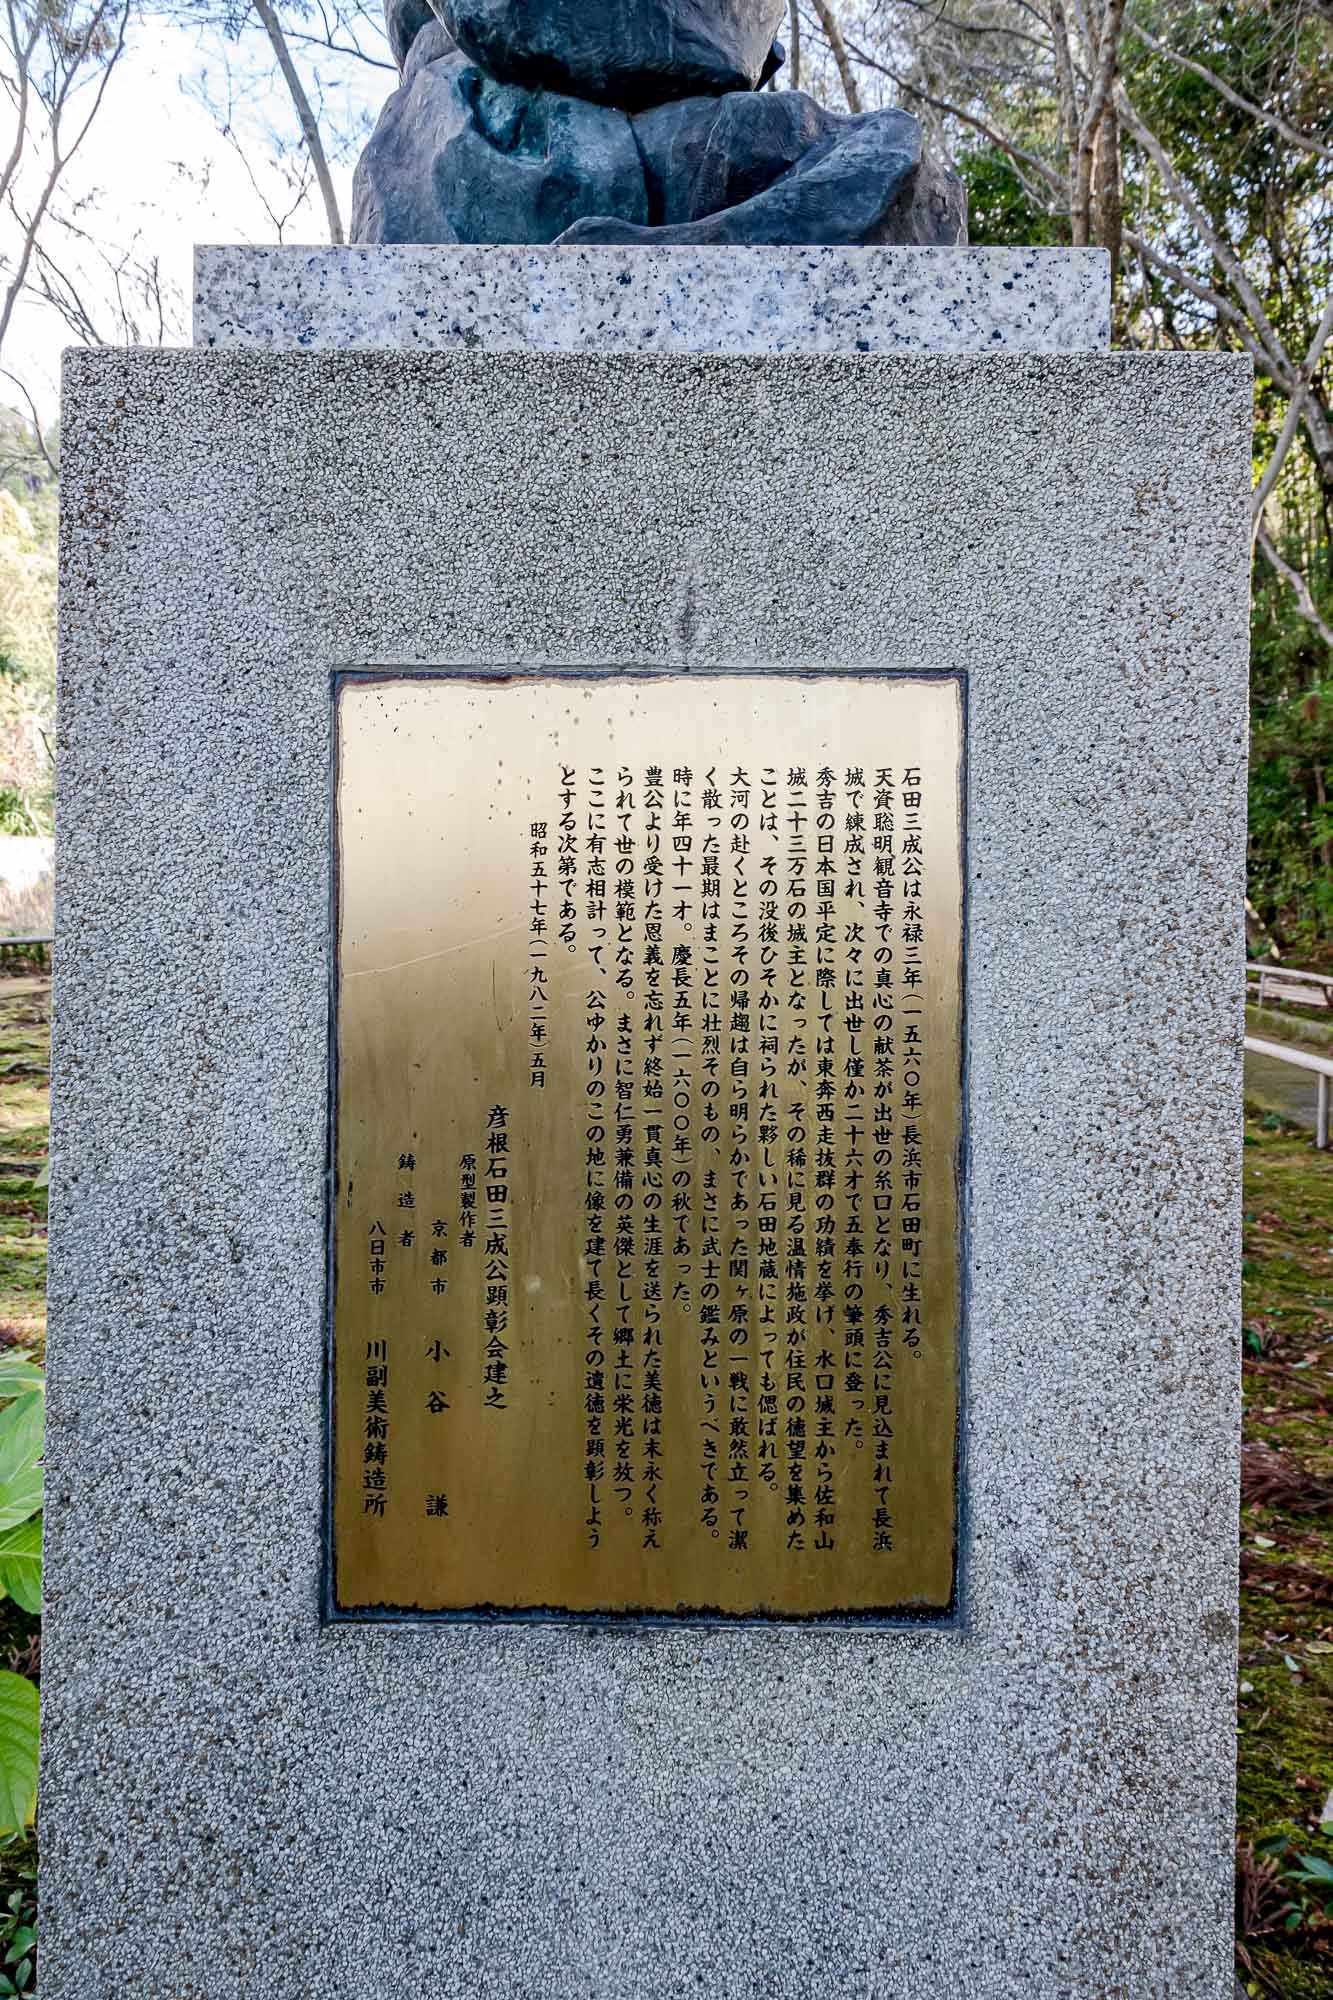 石田三成公は永禄三年(一五六〇年)長浜市石田町に生れる。
天資聡明観音寺での真心の献茶が出世の糸口となり、秀吉公に見込まれて長浜
城で練成され、次々に出世し僅か二十六才で五奉行の筆頭に登った。
秀吉の日本国平定に際しては東奔西走抜群の功績を挙げ、水口城主から佐和山
城二十三万石の城主となったが、その稀に見る温情施政が住民の徳望を集めた
ことは、その没後ひそかに祠られた夥しい石田地蔵によっても偲ばれる。
大河の赴くところその帰趨は自ら明らかであった関ヶ原の一戦に敢然立って潔
く散った最期はまことに壮烈そのもの、まさに武士の鑑みというべきてある。
時に年四十一才。慶長五年(一六〇〇年)の秋であった。
豊公より受けた恩義を忘れず終始一貫真心の生涯を送られた美徳は末永く称え
られて世の模範となる。まさに智仁勇兼備の英傑として郷土に栄光を放つ。
ここに有志相計って、公ゆかりのこの地に像を建て長くその遺徳を顕彰しよう
とする次第である。
昭和五十七年(一九八二年)五月
彦根石田三成公顕彰会建之
原型製作者
京都市 小谷 謙
鋳造者
八日市市 川副美術鋳造所